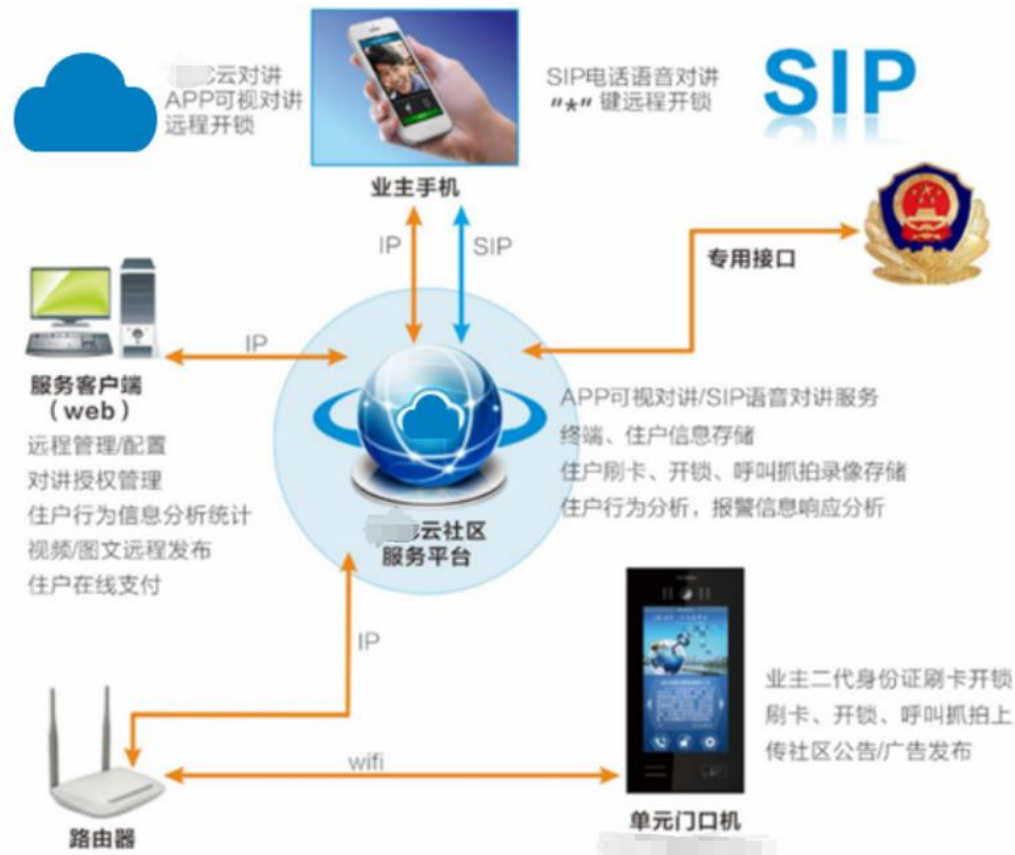 云对讲
APP可视对讲
远程开锁
SIP电话语音对讲
"*" 键远程开锁
SIP
业主手机
IP
SIP
专用接口
服务客户端
（web）
IP
远程管理/配置
对讲授权管理
住户行为信息分析统计
视频/图文远程发布
住户在线支付
APP可视对讲/SIP语音对讲服务
终端、住户信息存储
住户刷卡、开锁、呼叫抓拍录像存储
住户行为分析，报警信息响应分析
云社区
服务平台
IP
业主二代身份证刷卡开锁
刷卡、开锁、呼叫抓拍上
传社区公告/广告发布
wifi
路由器
单元门口机